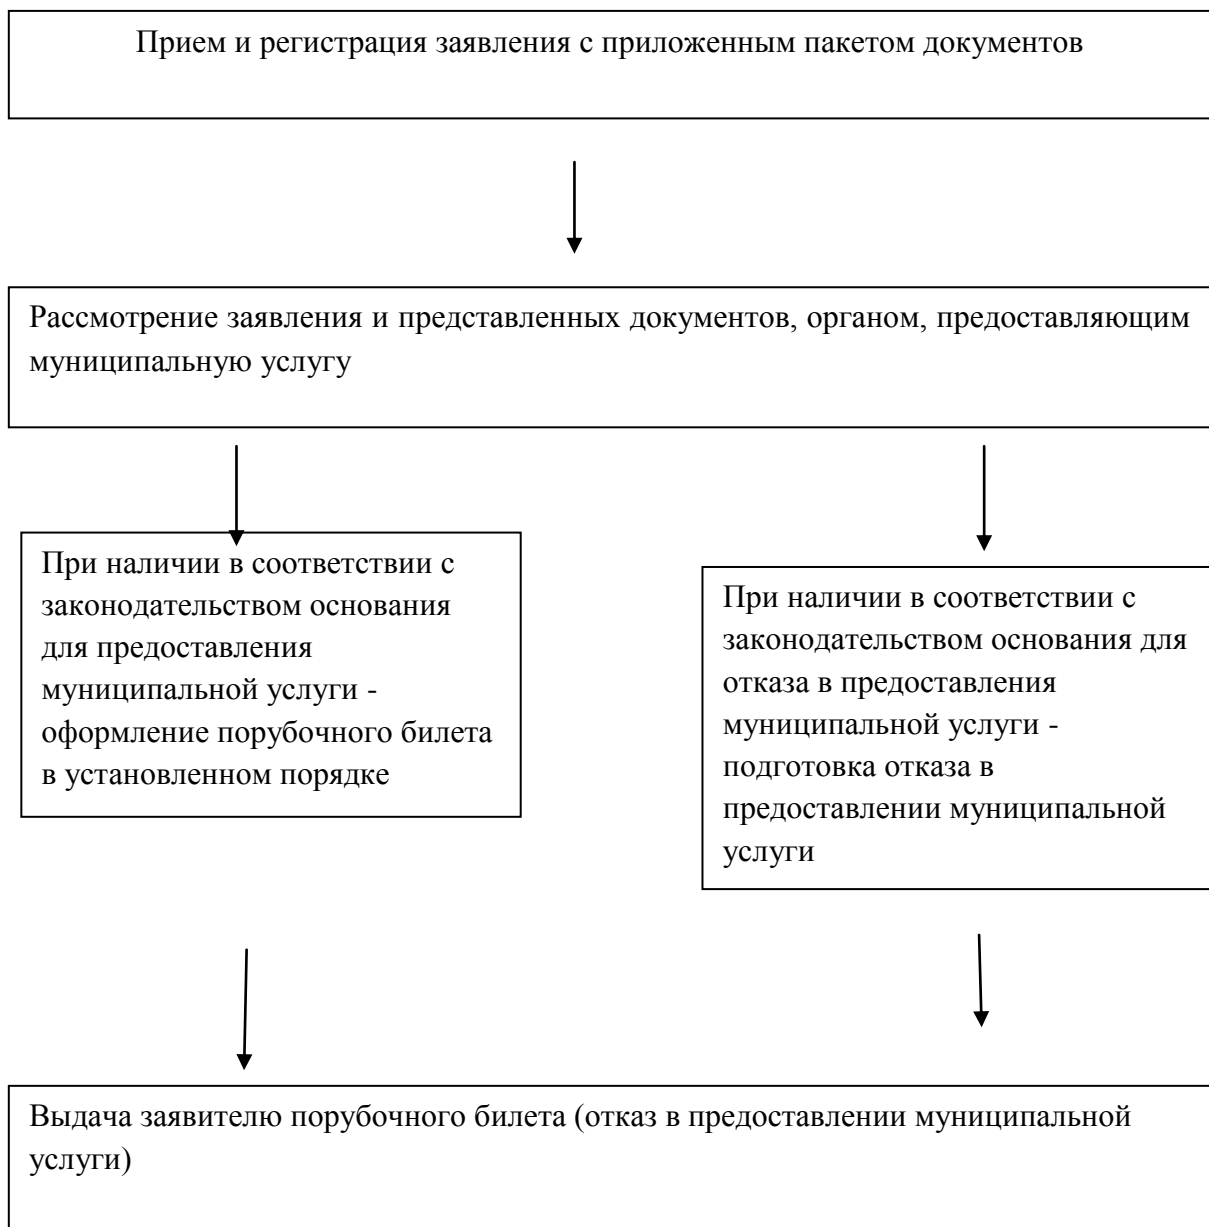 Прием и регистрация заявления с приложенным пакетом документов
Рассмотрение заявления и представленных документов, органом, предоставляющим
муниципальную услугу
При наличии в соответствии с
законодательством основания
для предоставления
муниципальной услуги -
оформление порубочного билета
в установленном порядке
При наличии в соответствии с
законодательством основания для
отказа в предоставления
муниципальной услуги -
подготовка отказа в
предоставлении муниципальной
услуги
Выдача заявителю порубочного билета (отказ в предоставлении муниципальной
услуги)